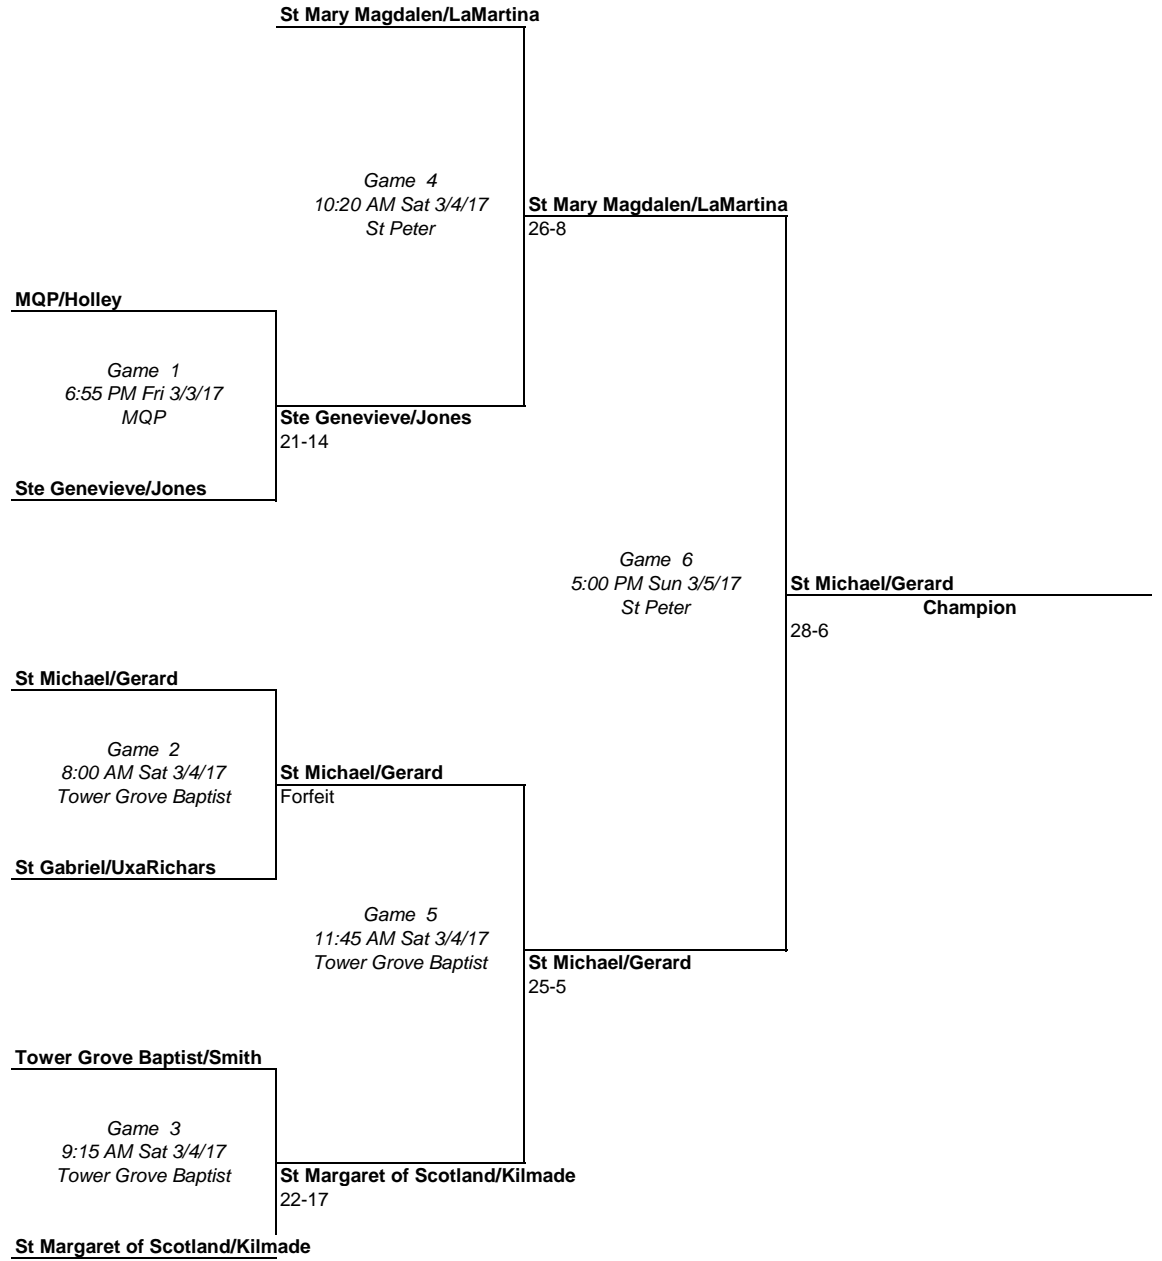 St Mary Magdalen/LaMartina
Game 4
10:20 AM Sat 3/4/17
St Peter
St Mary Magdalen/LaMartina
26-8
MQP/Holley
Game 1
6:55 PM Fri 3/3/17
MQP
Ste Genevieve/Jones
21-14
Ste Genevieve/Jones
Game 6
5:00 PM Sun 3/5/17
St Peter
St Michael/Gerard
Champion
28-6
St Michael/Gerard
Game 2
8:00 AM Sat 3/4/17
Tower Grove Baptist
St Michael/Gerard
Forfeit
St Gabriel/UxaRichars
Game 5
11:45 AM Sat 3/4/17
Tower Grove Baptist
St Michael/Gerard
25-5
Tower Grove Baptist/Smith
Game 3
9:15 AM Sat 3/4/17
Tower Grove Baptist
St Margaret of Scotland/Kilmade
22-17
St Margaret of Scotland/Kilmade